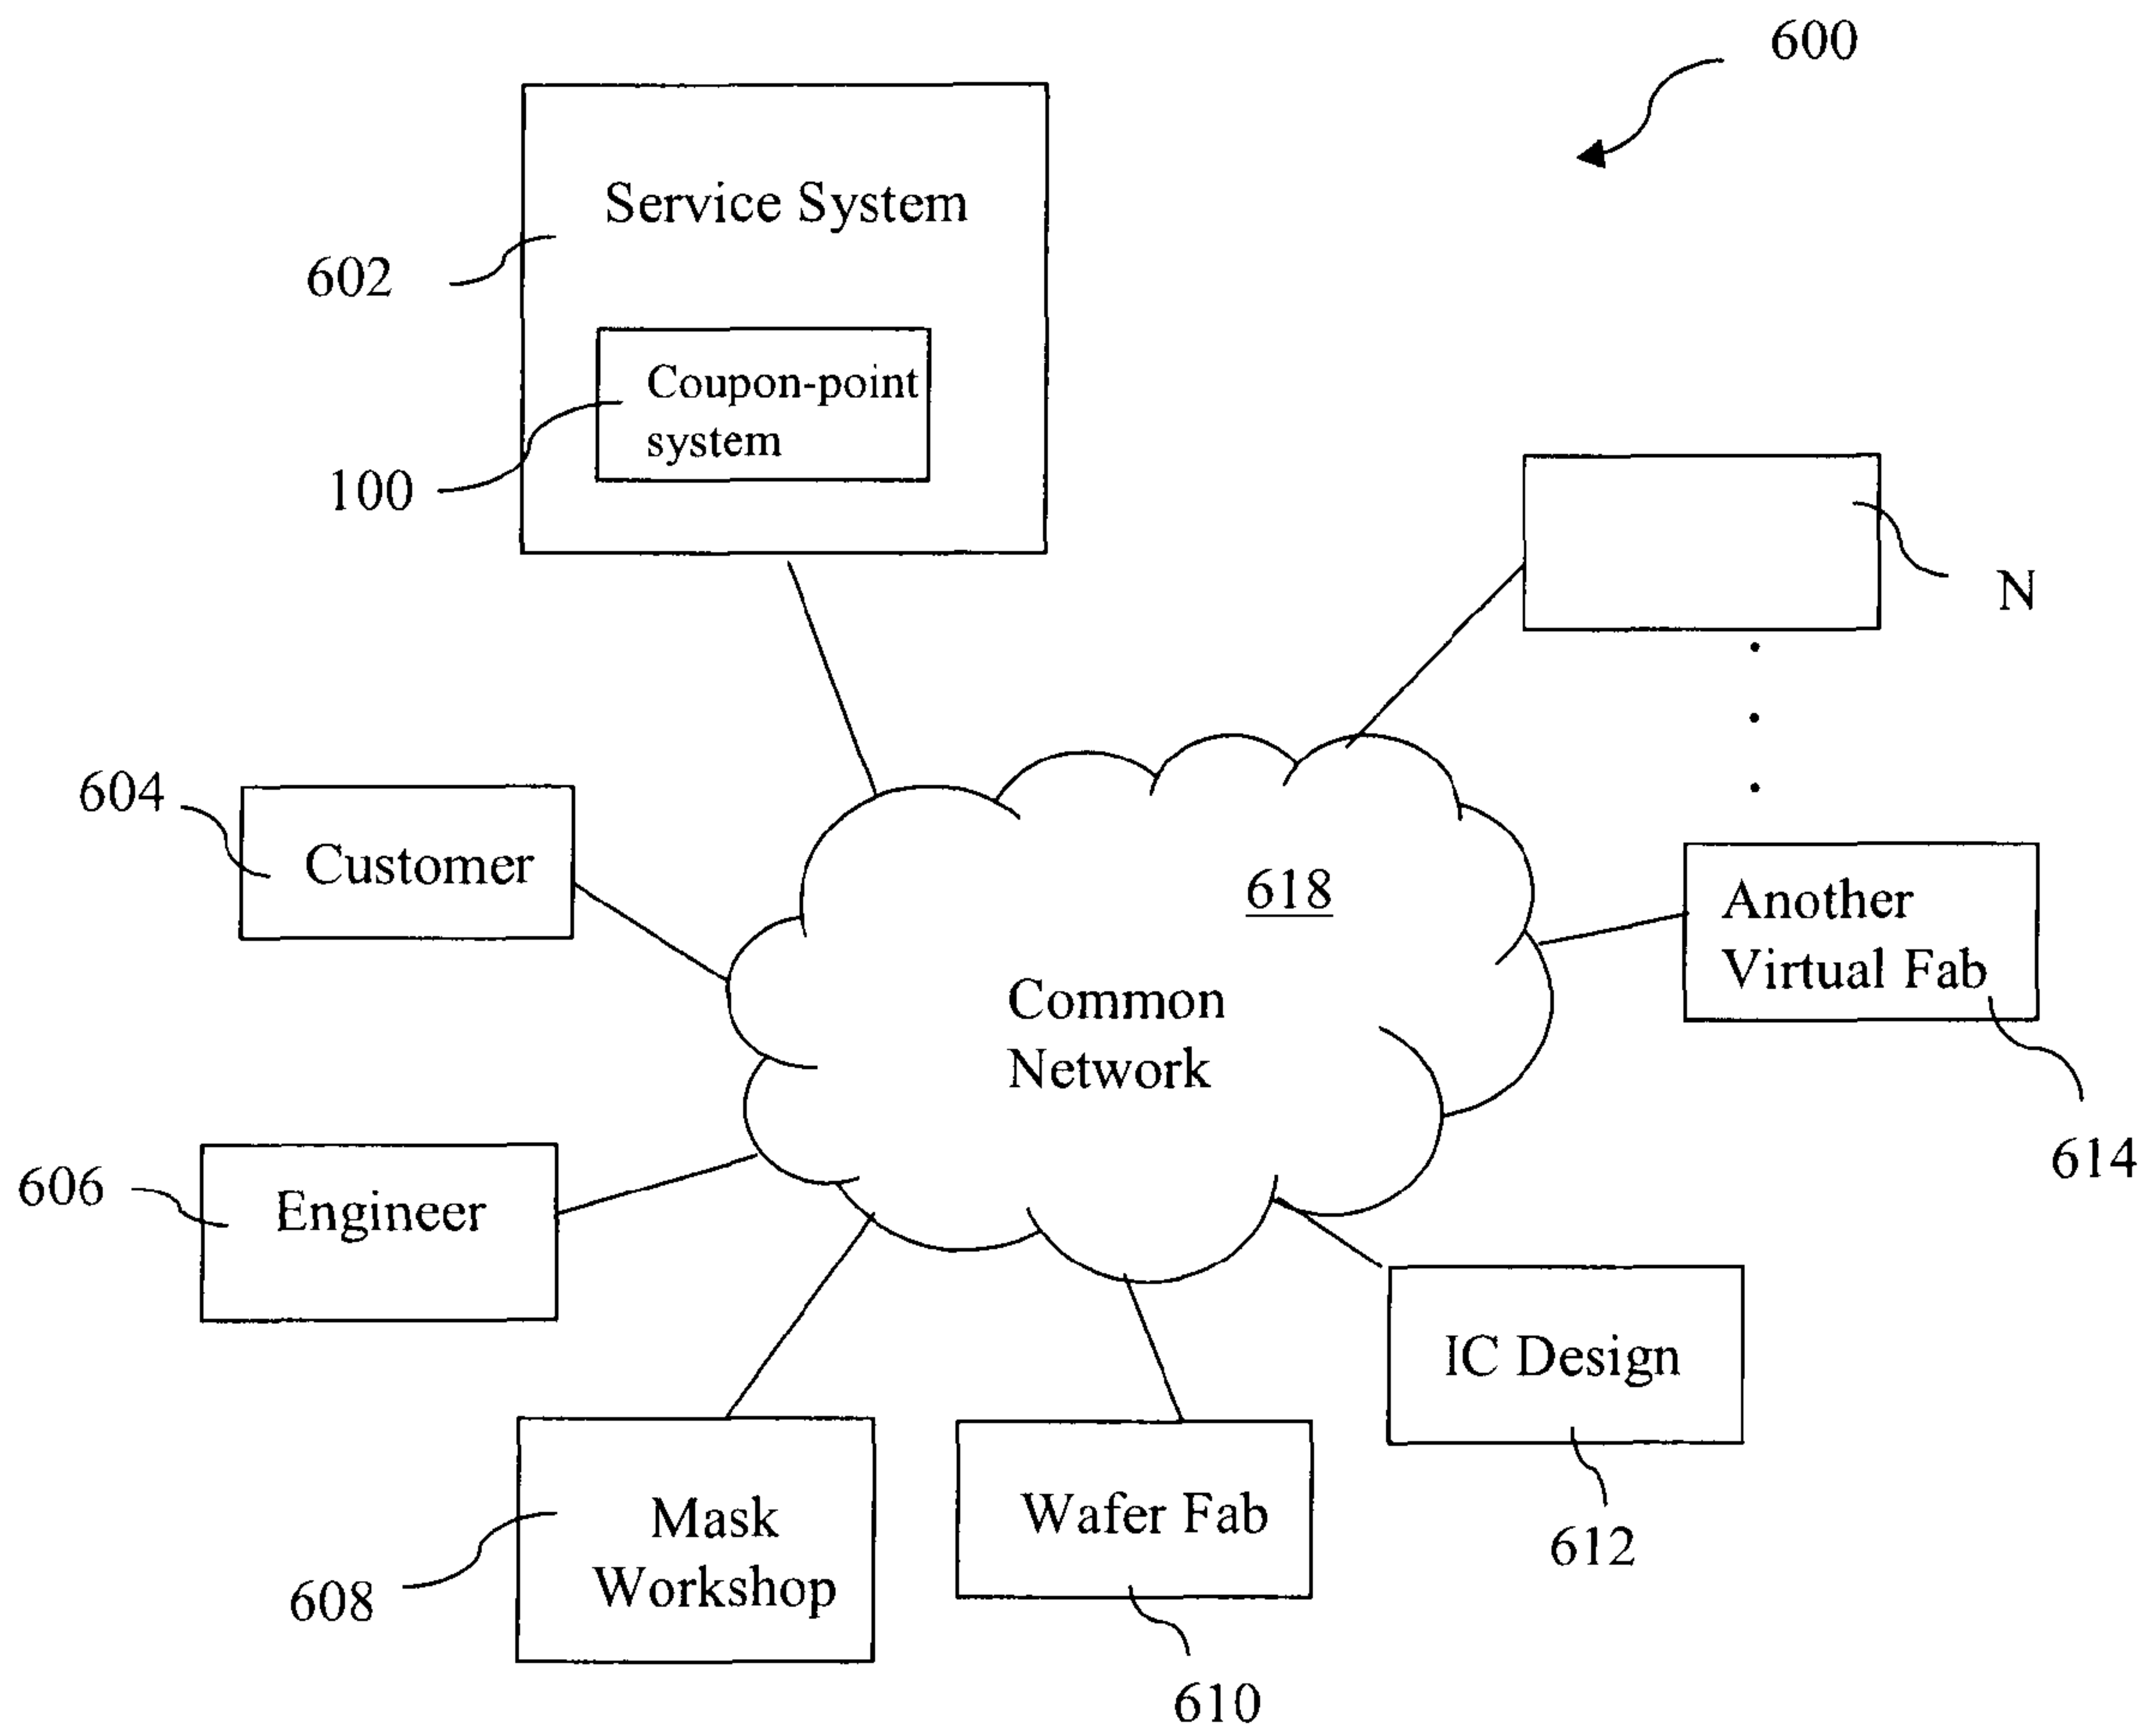 600
Service System
602
Coupon-point
system
100
N
604
Customer
618
Another
Virtual Fab
Common
Network
614
606
Engineer
IC Design
Mask
Workshop
Wafer Fab
612
608
610